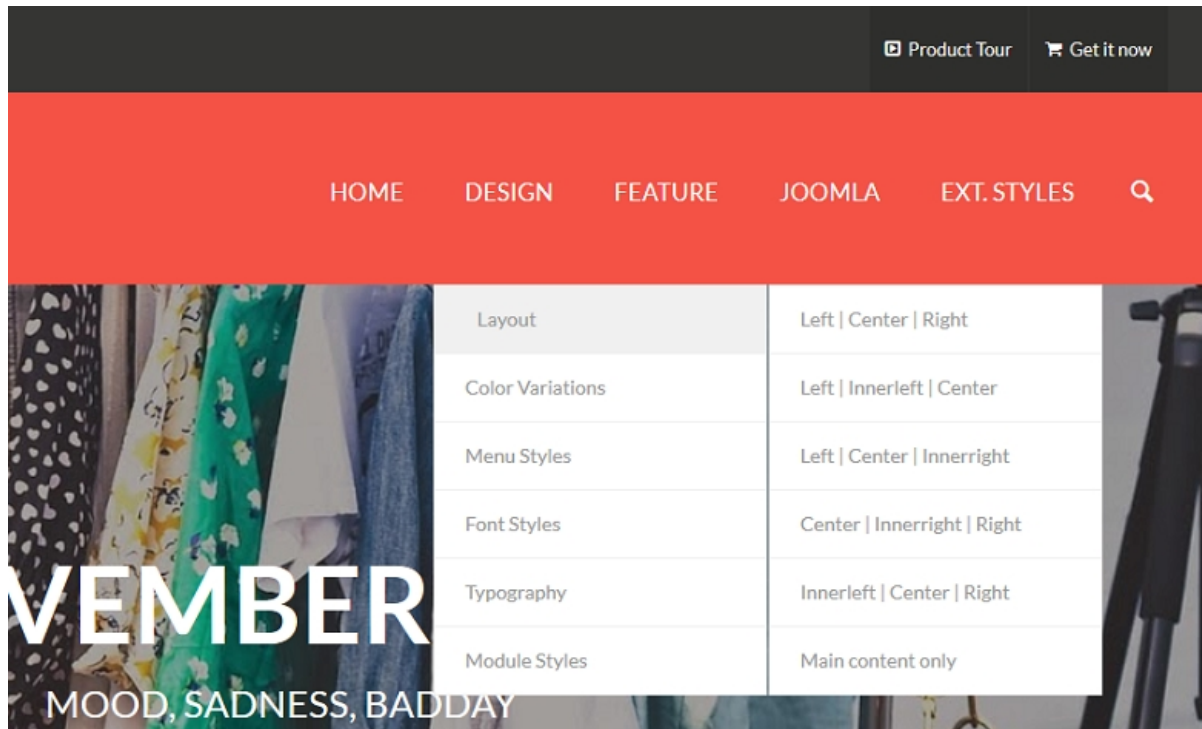 Product Tour Get it now
HOME DESIGN FEATURE JOOMLA EXT. STYLES
Layout
Color Variations
Menu Styles
Font Styles
Typography
Module Styles
Left | Center | Right
Left | Innerleft | Center
Left | Center | Innerright
Center | Innerright | Right
Innerleft | Center | Right
Main content only
VEMBER
MOOD, SADNESS, BADDAY